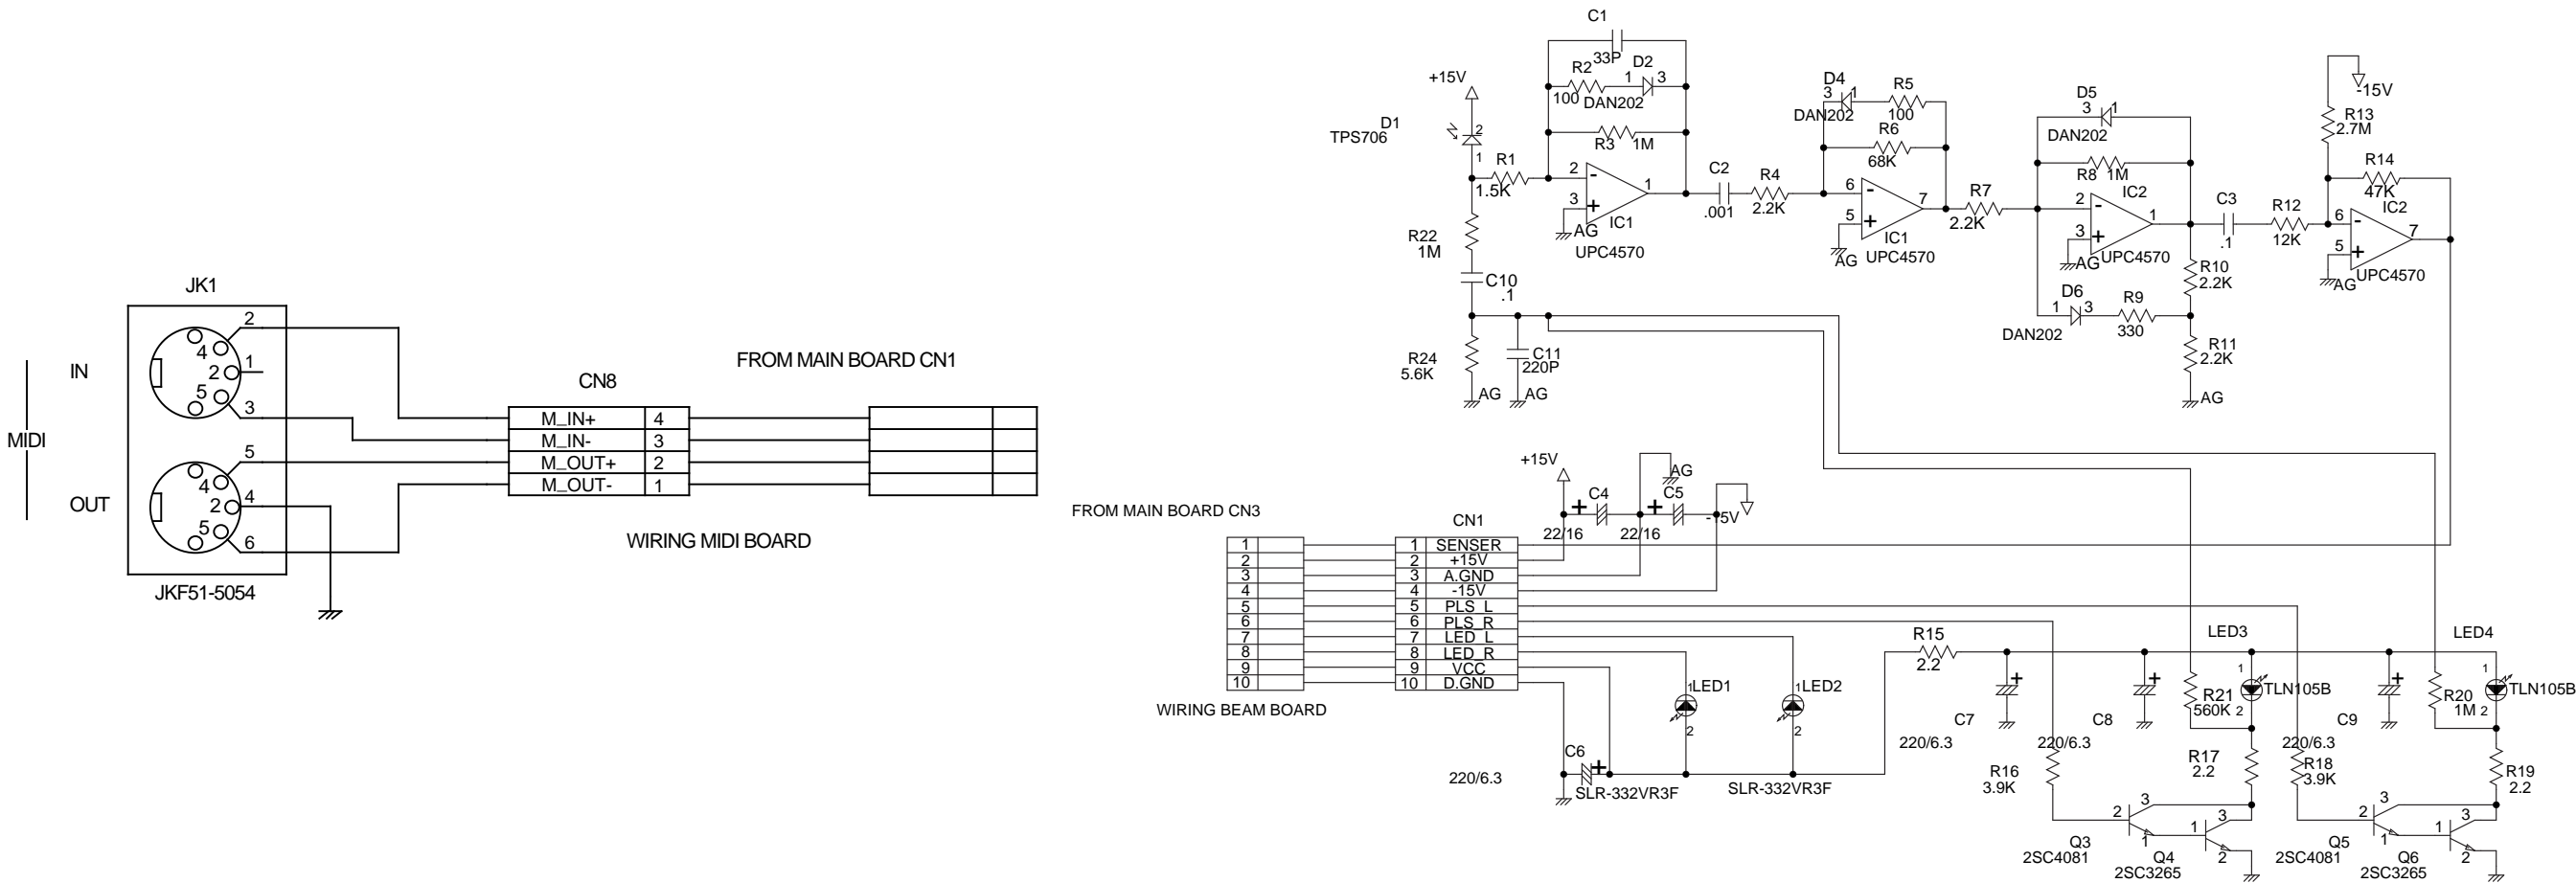 JK1
2
4
1
2
5
3
IN
MIDI
OUT
5
4
4
2
5
6
JKF51-5054
CN8
FROM MAIN BOARD CN1
M_IN+ 4
M_IN- 3
M_OUT+ 2
M_OUT- 1
WIRING MIDI BOARD
C1
33P
R2
100
1 D2 3
DAN202
+15V
D1
TPS706
2
1
R3 1M
R1
1.5K
2
-
3
+
1
AG
IC1
UPC4570
R22
1M
C10
.1
R24
5.6K
C11
220P
AG
AG
C2
.001
R4
2.2K
D4
3 1
DAN202
R5
100
R6
68K
6
-
5
+
7
AG
IC1
UPC4570
R7
2.2K
D5
3 1
DAN202
R8 1M
IC2
2
-
3
+
1
AG
UPC4570
D6
1 3
DAN202
R9
330
R10
2.2K
R11
2.2K
AG
C3
.1
R12
12K
-15V
R13
2.7M
R14
47K
IC2
6
-
5
+
7
AG
UPC4570
FROM MAIN BOARD CN3
+15V
AG
+ C4
22/16
+ C5
22/16
-15V
CN1
1 1 SENSER
2 2 +15V
3 3 A.GND
4 4 -15V
5 5 PLS_L
6 6 PLS_R
7 7 LED_L
8 8 LED_R
9 9 VCC
10 10 D.GND
WIRING BEAM BOARD
1 LED1
2
SLR-332VR3F
1 LED2
2
SLR-332VR3F
C6
+
220/6.3
R15
2.2
+
C7
220/6.3
+
C8
220/6.3
+
C9
220/6.3
LED3
1
TLN105B
2
R21
560K
R17
2.2
LED4
1
TLN105B
2
R20
1M
R19
2.2
R16
3.9K
R18
3.9K
2
3
1
Q3
2SC4081
1
3
2
Q4
2SC3265
2
3
1
Q5
2SC4081
1
3
2
Q6
2SC3265